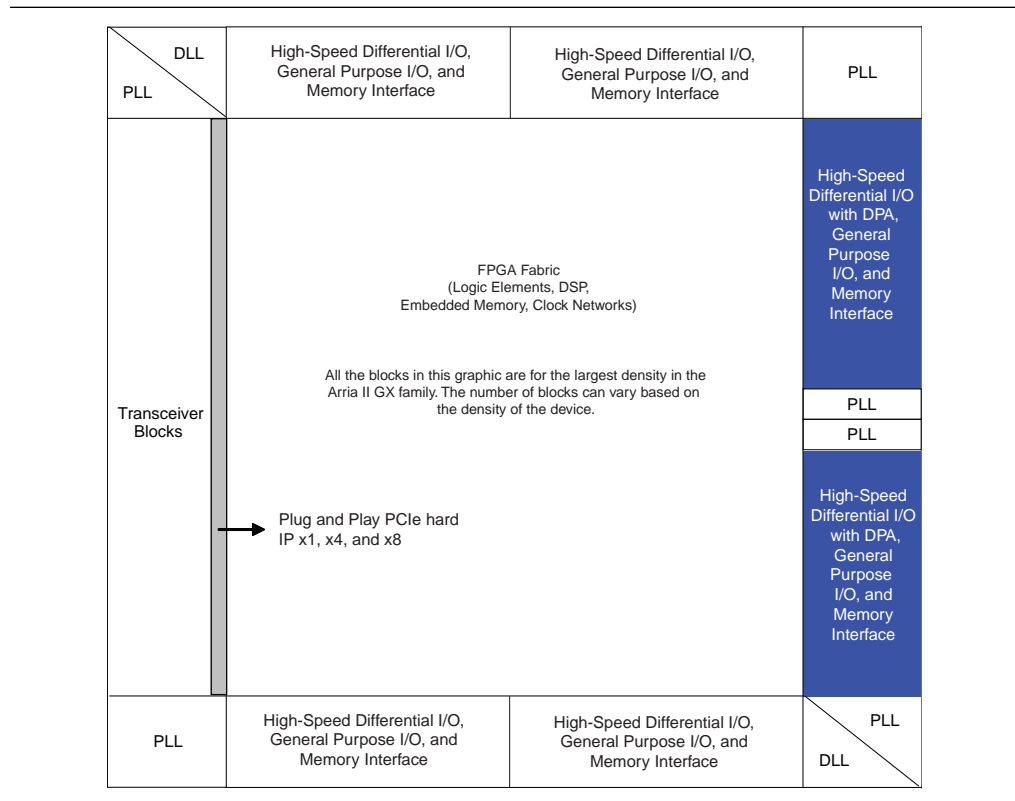 DLL
PLL
High-Speed Differential I/O,
General Purpose I/O, and
Memory Interface
High-Speed Differential I/O,
General Purpose I/O, and
Memory Interface
PLL
Transceiver
Blocks
FPGA Fabric
(Logic Elements, DSP,
Embedded Memory, Clock Networks)
All the blocks in this graphic are for the largest density in the
Arria II GX family. The number of blocks can vary based on
the density of the device.
Plug and Play PCIe hard
IP x1, x4, and x8
High-Speed
Differential I/O
with DPA,
General
Purpose
I/O, and
Memory
Interface
PLL
PLL
High-Speed
Differential I/O
with DPA,
General
Purpose
I/O, and
Memory
Interface
PLL
High-Speed Differential I/O,
General Purpose I/O, and
Memory Interface
High-Speed Differential I/O,
General Purpose I/O, and
Memory Interface
PLL
DLL